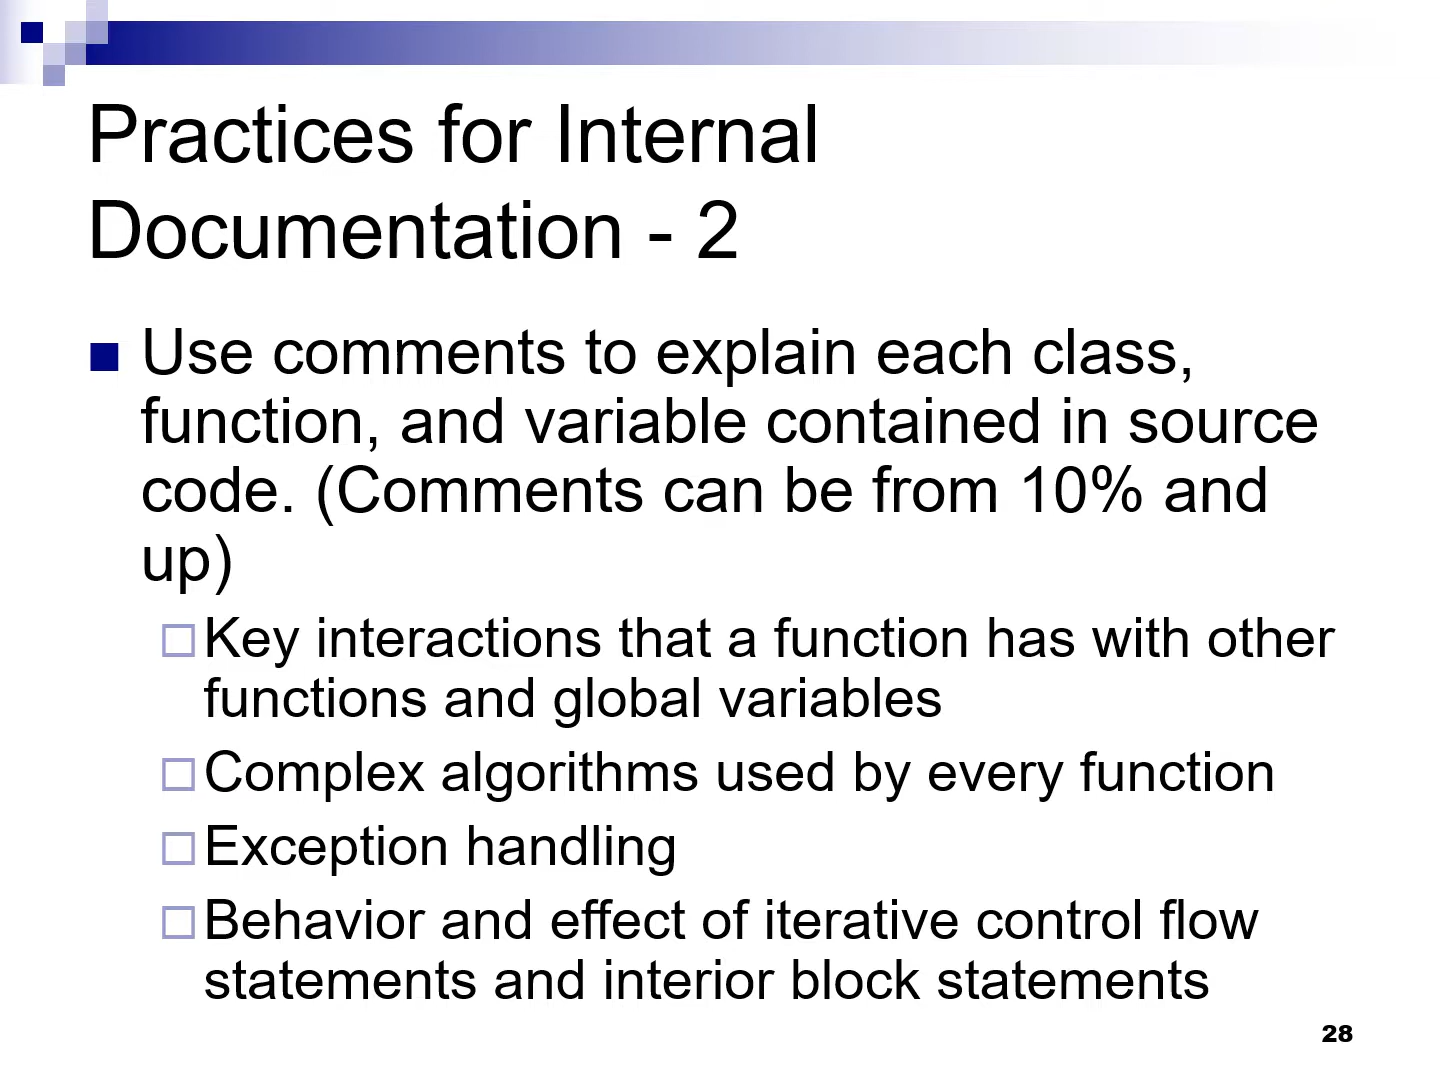 Practices for Internal
Documentation - 2
Use comments to explain each class,
function, and variable contained in source
code. (Comments can be from 10% and
up)
Key interactions that a function has with other
functions and global variables
Complex algorithms used by every function
Exception handling
Behavior and effect of iterative control flow
statements and interior block statements
28